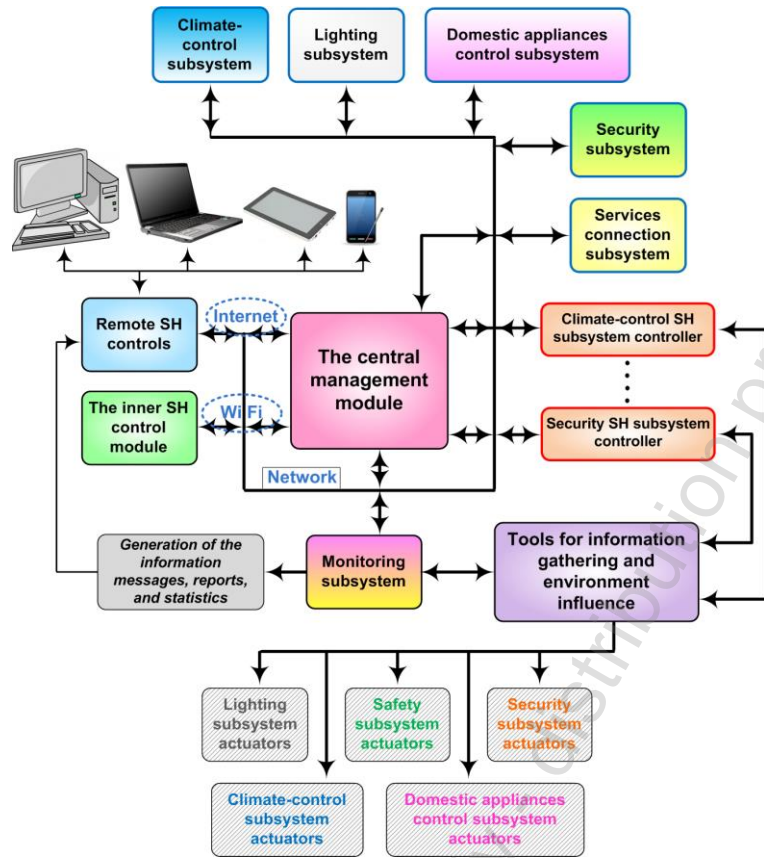 Climate-
control
subsystem
Lighting
subsystem
Domestic appliances
control subsystem
Security
subsystem
Services
connection
subsystem
Remote SH
controls
Internet
The central
management
module
Climate-control SH
subsystem controller
The inner SH
control
module
Wi Fi
Security SH subsystem
controller
Network
Generation of the
information
messages, reports,
and statistics
Monitoring
subsystem
Tools for information
gathering and
environment
influence
Lighting
subsystem
actuators
Safety
subsystem
actuators
Security
subsystem
actuators
Climate-control
subsystem
actuators
Domestic appliances
control subsystem
actuators
distribution